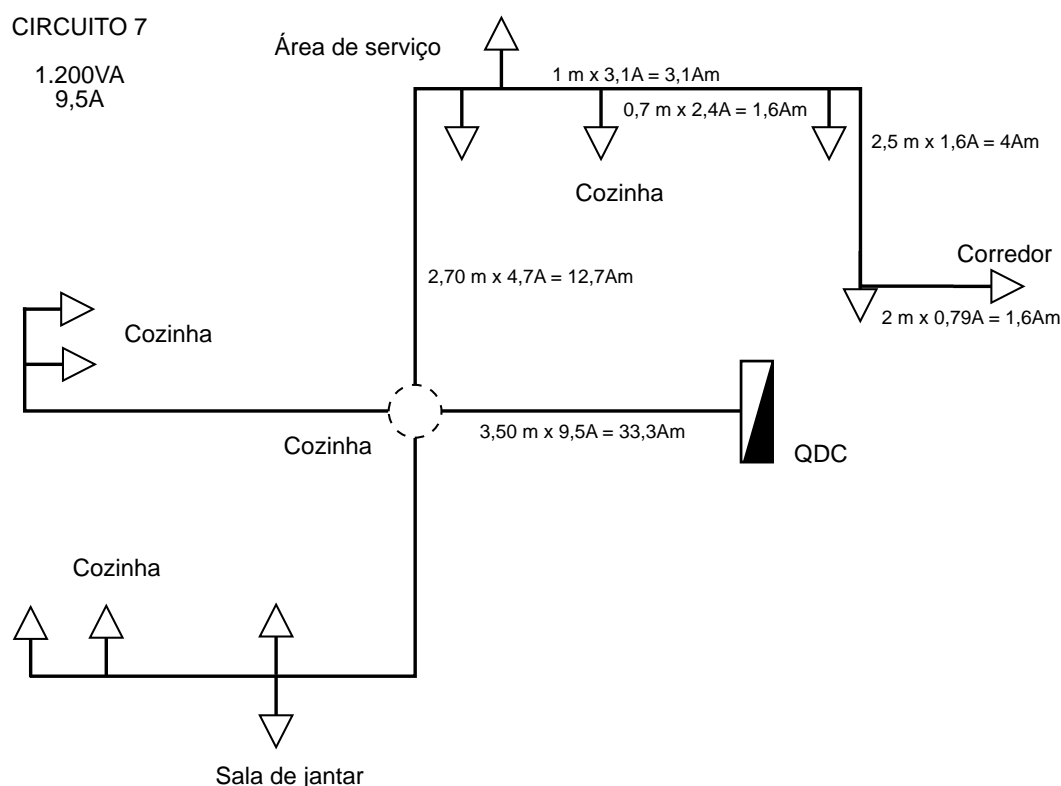 CIRCUITO 7
1.200VA
9,5A
Área de serviço
1 m x 3,1A = 3,1Am
0,7 m x 2,4A = 1,6Am
2,5 m x 1,6A = 4Am
Cozinha
Corredor
2,70 m x 4,7A = 12,7Am
2 m x 0,79A = 1,6Am
Cozinha
Cozinha
3,50 m x 9,5A = 33,3Am
QDC
Cozinha
Sala de jantar